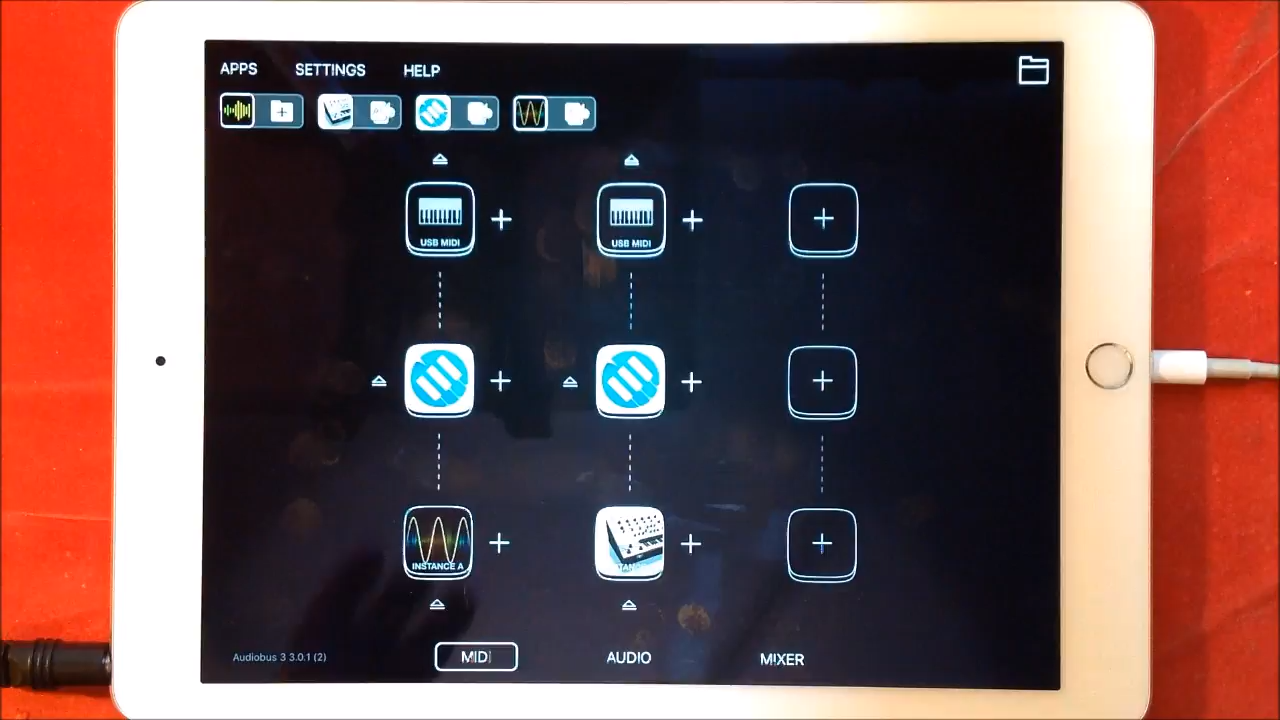 APPS SETTINGS HELP
USB MIDI USB MIDI
INSTANCE A
Audiobus 3 3.0.1 (2)
MIDI AUDIO MIXER